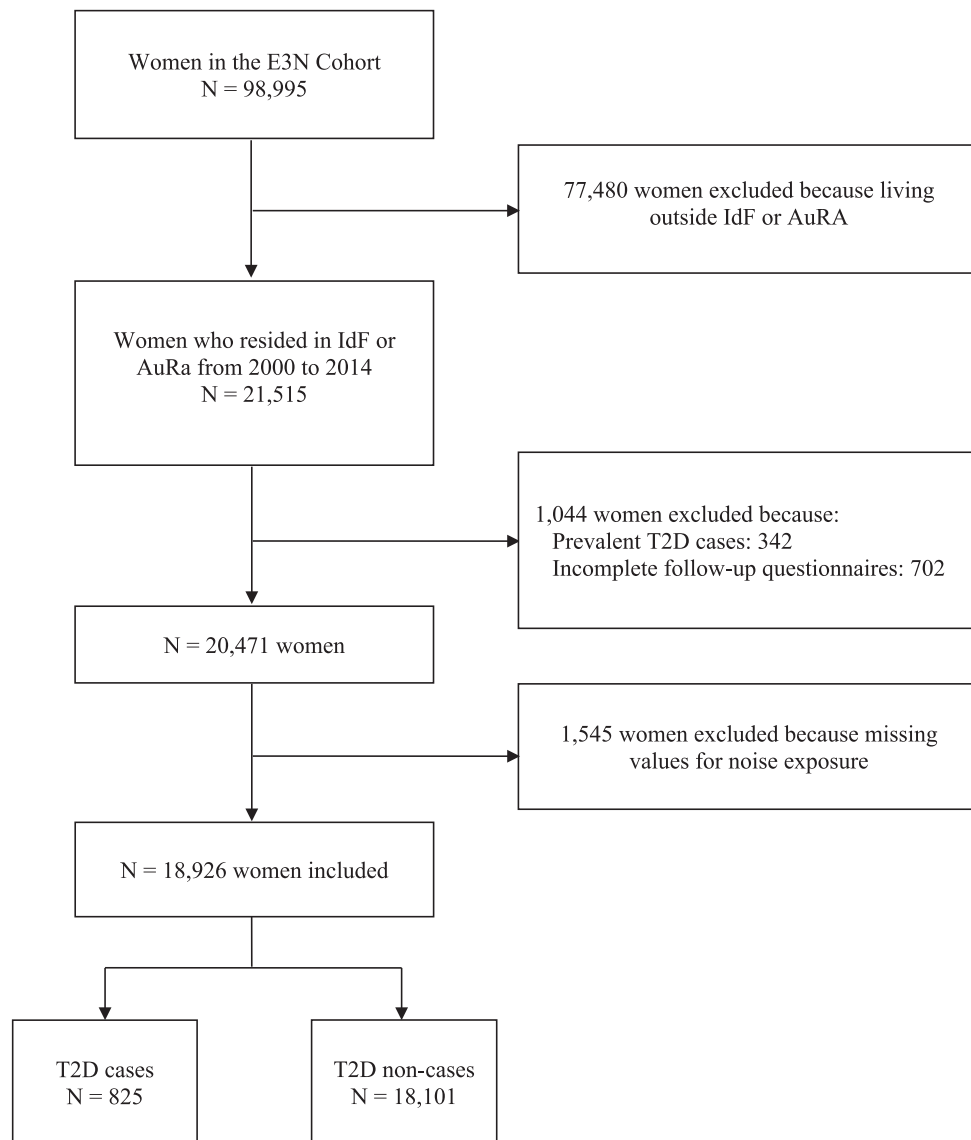 Women in the E3N Cohort
N = 98,995
77,480 women excluded because living
outside IdF or AuRA
Women who resided in IdF or
AuRa from 2000 to 2014
N = 21,515
1,044 women excluded because:
Prevalent T2D cases: 342
Incomplete follow-up questionnaires: 702
N = 20,471 women
1,545 women excluded because missing
values for noise exposure
N = 18,926 women included
T2D cases
N = 825
T2D non-cases
N = 18,101